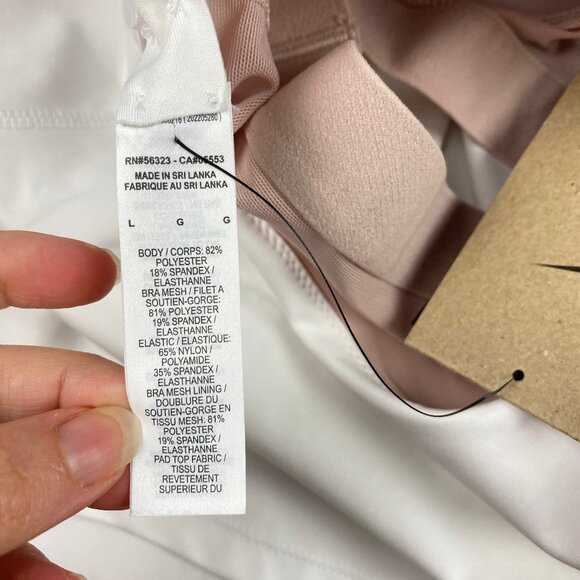 (202205280)
RN#56323 - CA#05553
MADE IN SRI LANKA
FABRIQUE AU SRI LANKA
L G G
BODY / CORPS: 82%
POLYESTER
18% SPANDEX /
ELASTHANNE
BRA MESH / FILET A
SOUTIEN-GORGE:
81% POLYESTER
19% SPANDEX /
ELASTHANNE
ELASTIC / ELASTIQUE:
65% NYLON /
POLYAMIDE
35% SPANDEX /
ELASTHANNE
BRA MESH LINING /
DOUBLURE DU
SOUTIEN-GORGE EN
TISSU MESH: 81%
POLYESTER
19% SPANDEX /
ELASTHANNE
PAD TOP FABRIC /
TISSU DE
REVETEMENT
SUPERIEUR DU